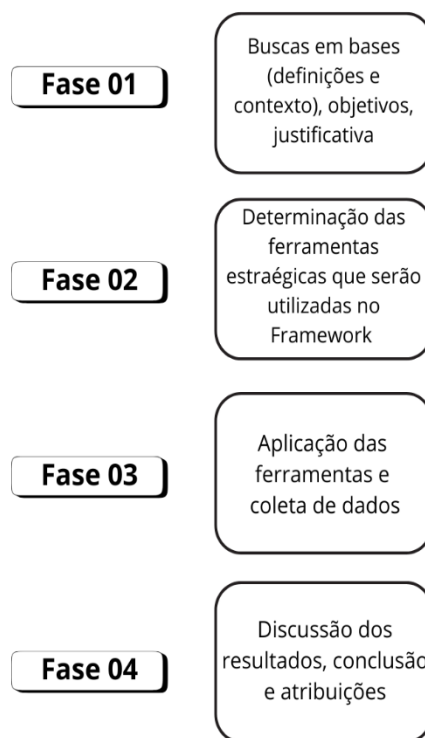 Fase 01
Buscas em bases
(definições e
contexto), objetivos,
justificativa
Fase 02
Determinação das
ferramentas
estraégicas que serão
utilizadas no
Framework
Fase 03
Aplicação das
ferramentas e
coleta de dados
Fase 04
Discussão dos
resultados, conclusão
e atribuições